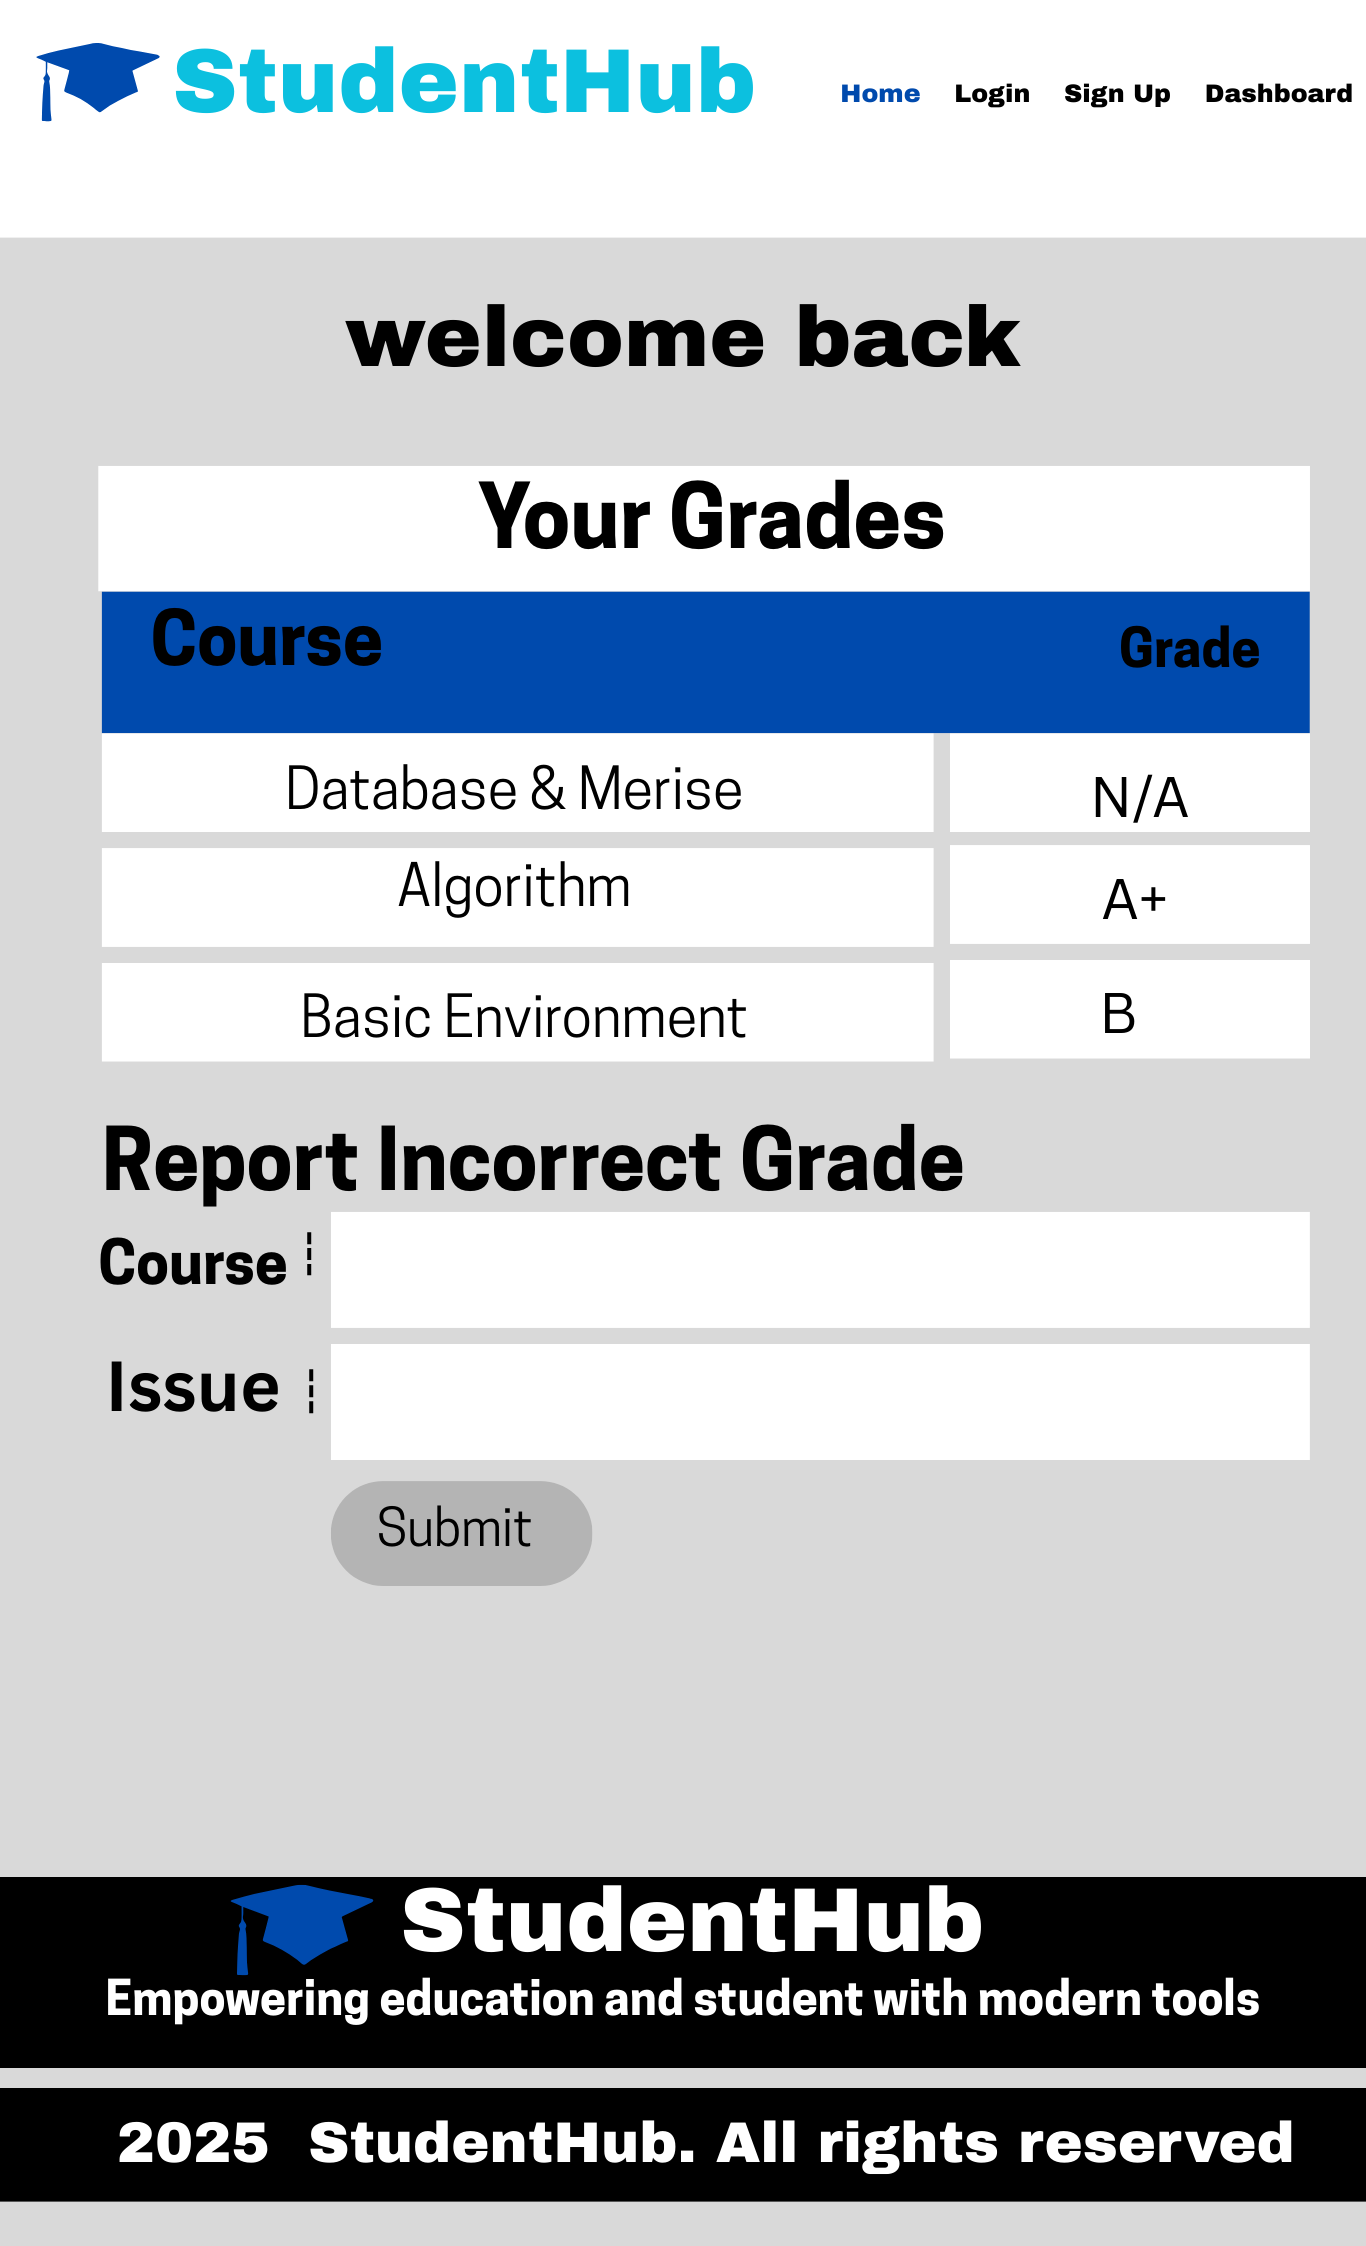 StudentHub
Home Login Sign Up Dashboard
welcome back
Your Grades
Course Grade
Database & Merise N/A
Algorithm A+
Basic Environment B
Report Incorrect Grade
Course
Issue
Submit
StudentHub
Empowering education and student with modern tools
2025 StudentHub. All rights reserved